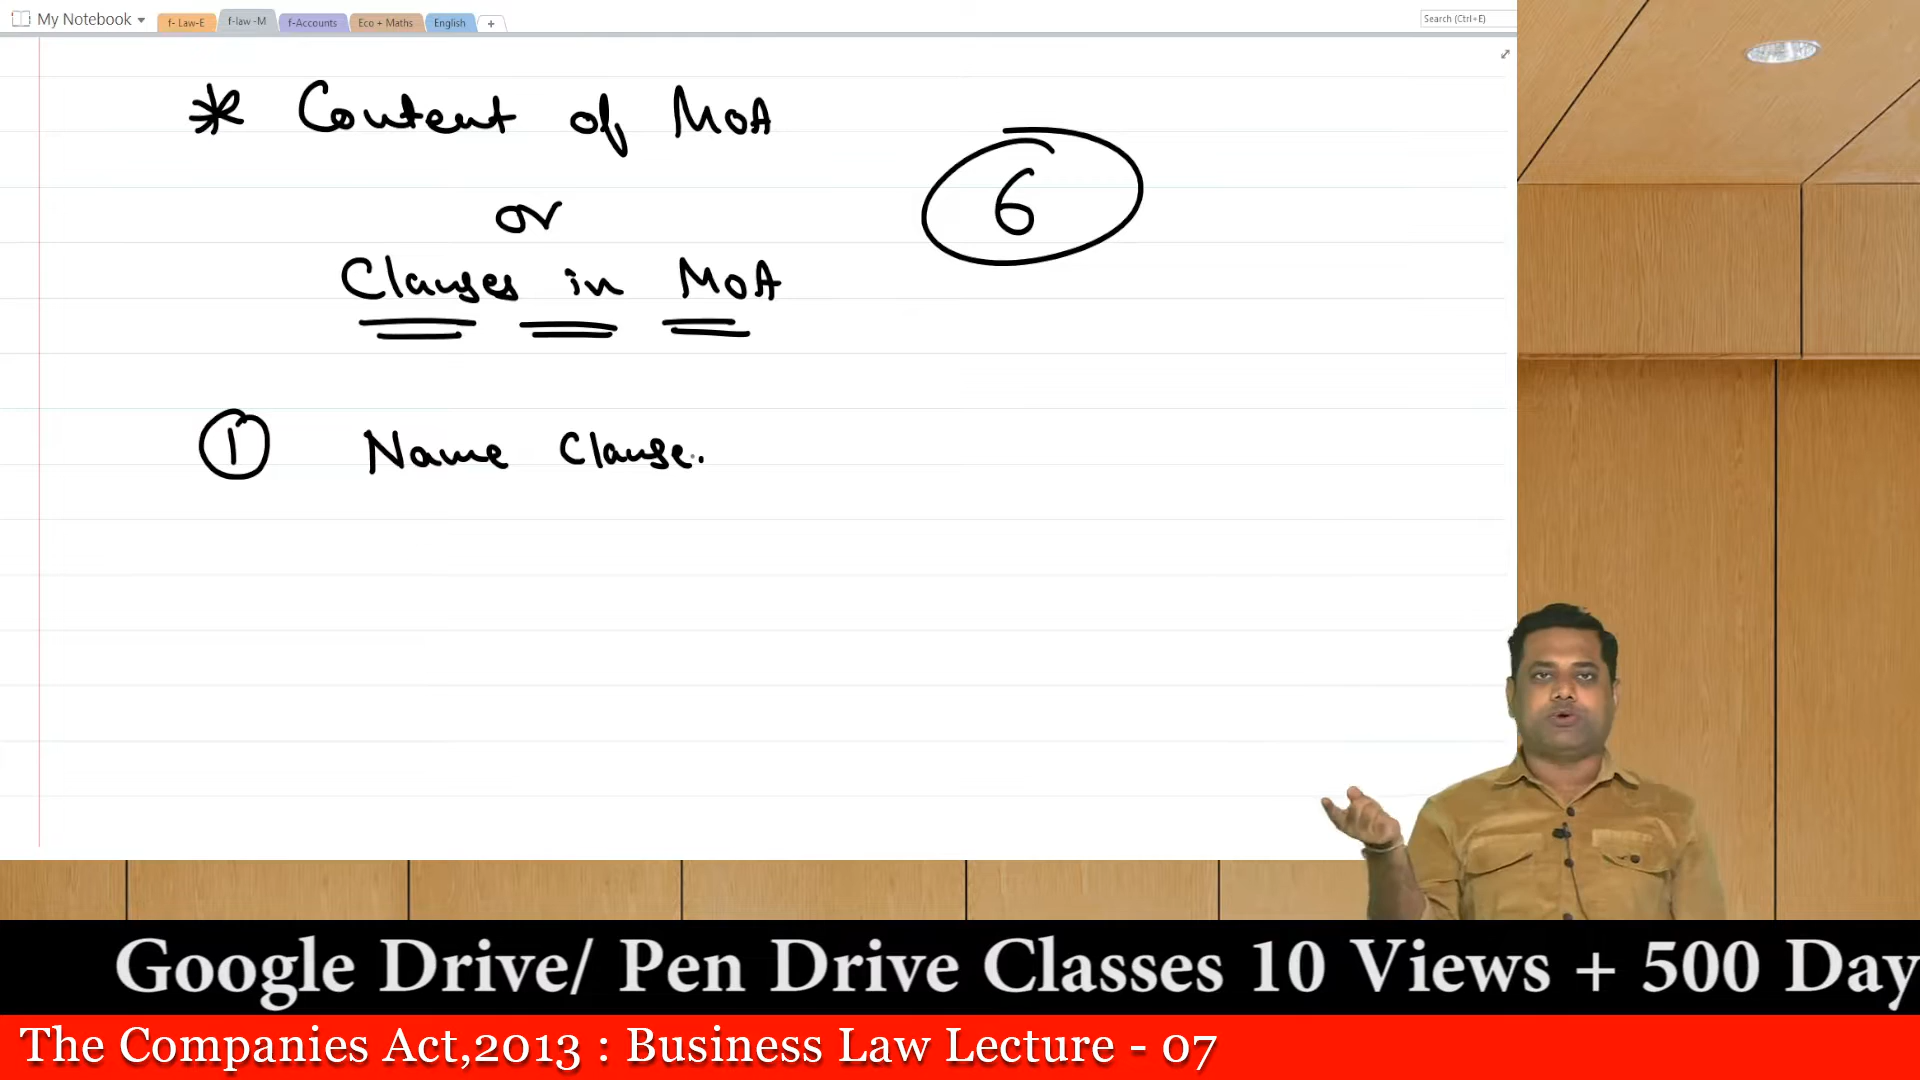 My Notebook
f- Law-E
f-law -M
f-Accounts
Eco + Maths
English
+
Search (Ctrl+E)
* Content of MOA
6
or
Clauses in MOA
1 Name Clause.
Google Drive/ Pen Drive Classes 10 Views + 500 Day
The Companies Act,2013 : Business Law Lecture - 07